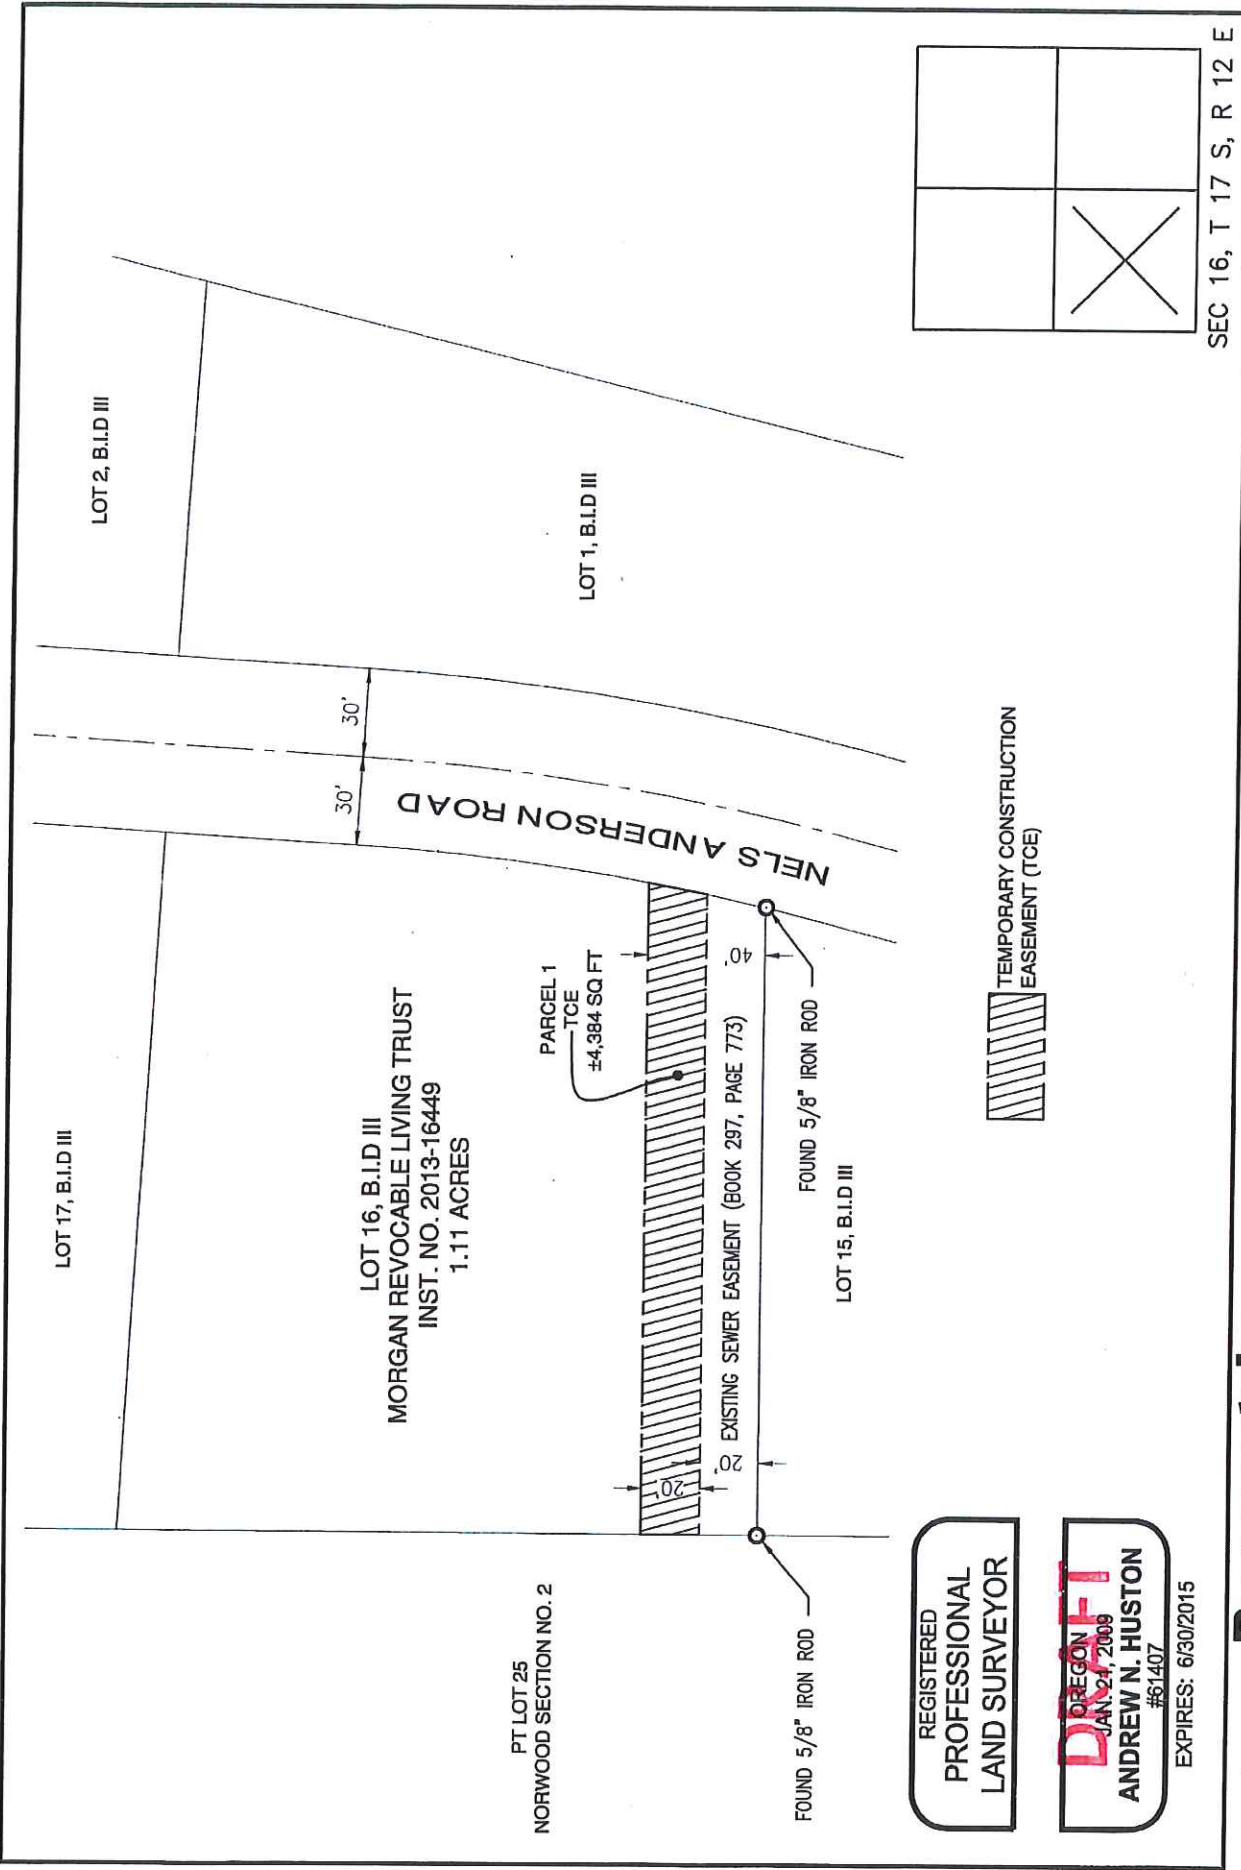 LOT 17, B.I.D III
LOT 2, B.I.D III
LOT 16, B.I.D III
MORGAN REVOCABLE LIVING TRUST
INST. NO. 2013-16449
1.11 ACRES
30'
30'
NELS ANDERSON ROAD
LOT 1, B.I.D III
PT LOT 25
NORWOOD SECTION NO. 2
PARCEL 1
TCE
±4,384 SQ FT
20'
20'
40'
EXISTING SEWER EASEMENT (BOOK 297, PAGE 773)
FOUND 5/8" IRON ROD
FOUND 5/8" IRON ROD
LOT 15, B.I.D III
REGISTERED
PROFESSIONAL
LAND SURVEYOR
DRAFT
OREGON
JAN. 21, 2009
ANDREW N. HUSTON
#61407
EXPIRES: 6/30/2015
TEMPORARY CONSTRUCTION
EASEMENT (TCE)
SEC 16, T 17 S, R 12 E